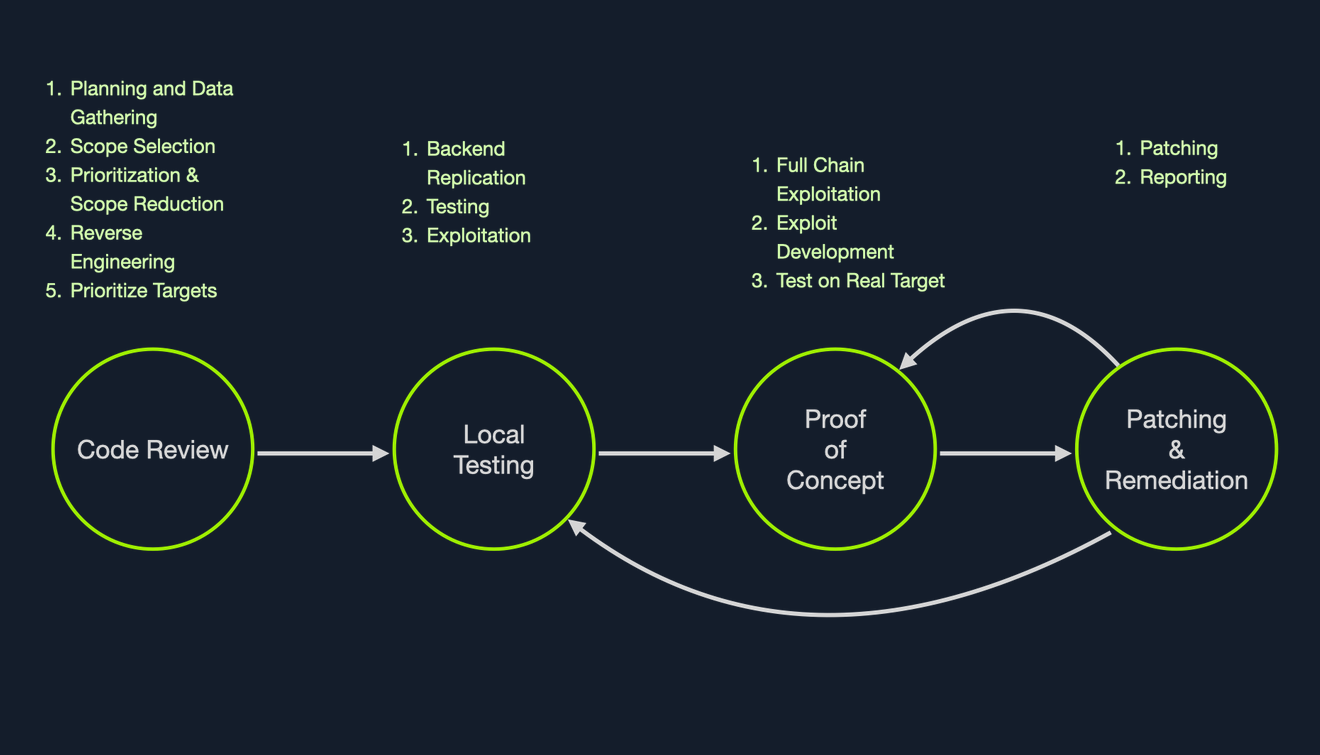 1. Planning and Data
Gathering
2. Scope Selection
3. Prioritization &
Scope Reduction
4. Reverse
Engineering
5. Prioritize Targets
1. Backend
Replication
2. Testing
3. Exploitation
1. Full Chain
Exploitation
2. Exploit
Development
3. Test on Real Target
1. Patching
2. Reporting
Code Review
Local
Testing
Proof
of
Concept
Patching
&
Remediation